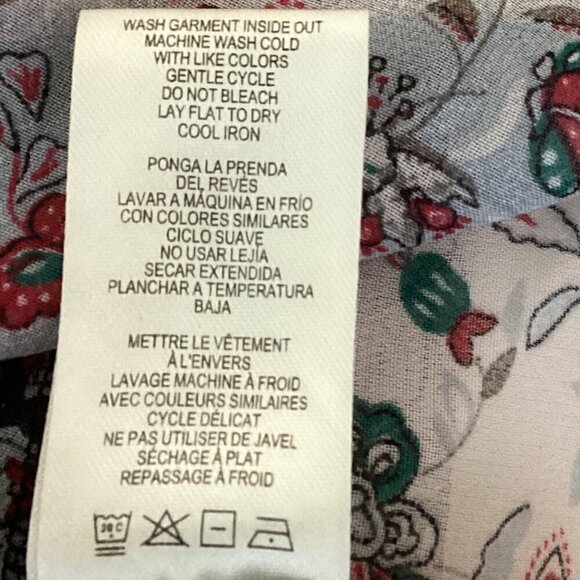 WASH GARMENT INSIDE OUT
MACHINE WASH COLD
WITH LIKE COLORS
GENTLE CYCLE
DO NOT BLEACH
LAY FLAT TO DRY
COOL IRON
PONGA LA PRENDA
DEL REVÉS
LAVAR A MÁQUINA EN FRÍO
CON COLORES SIMILARES
CICLO SUAVE
NO USAR LEJÍA
SECAR EXTENDIDA
PLANCHAR A TEMPERATURA
BAJA
METTRE LE VÊTEMENT
À L'ENVERS
LAVAGE MACHINE À FROID
AVEC COULEURS SIMILAIRES
CYCLE DÉLICAT
NE PAS UTILISER DE JAVEL
SÉCHAGE À PLAT
REPASSAGE À FROID
30 C